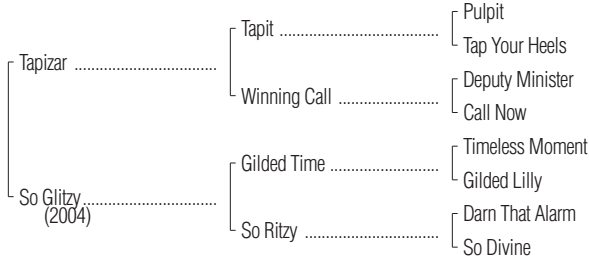 Pulpit
Tapit ................................................
Tap Your Heels
Tapizar ..........................................
Deputy Minister
Winning Call ..............................
Call Now
Timeless Moment
Gilded Time ................................
Gilded Lilly
So Glitzy........................................
(2004)
Darn That Alarm
So Ritzy ........................................
So Divine